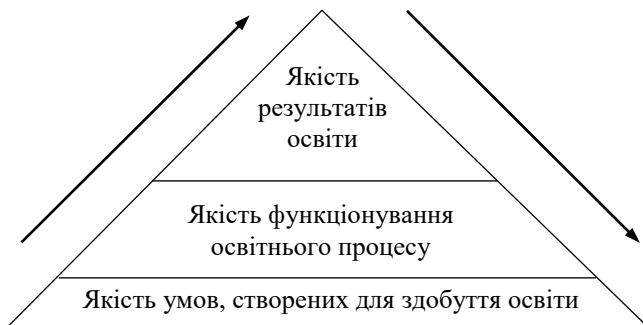 Якість
результатів
освіти
Якість функціонування
освітнього процесу
Якість умов, створених для здобуття освіти